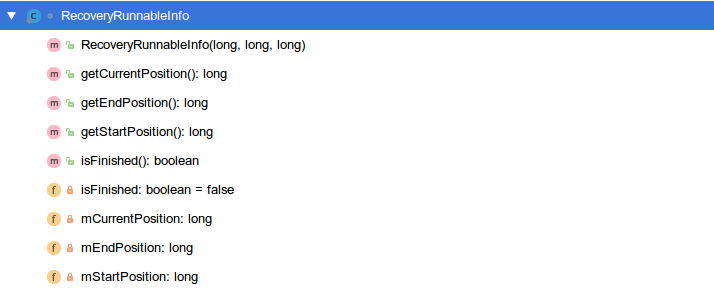 RecoveryRunnableInfo
RecoveryRunnableInfo(long, long, long)
getCurrentPosition(): long
getEndPosition(): long
getStartPosition(): long
isFinished(): boolean
isFinished: boolean = false
mCurrentPosition: long
mEndPosition: long
mStartPosition: long